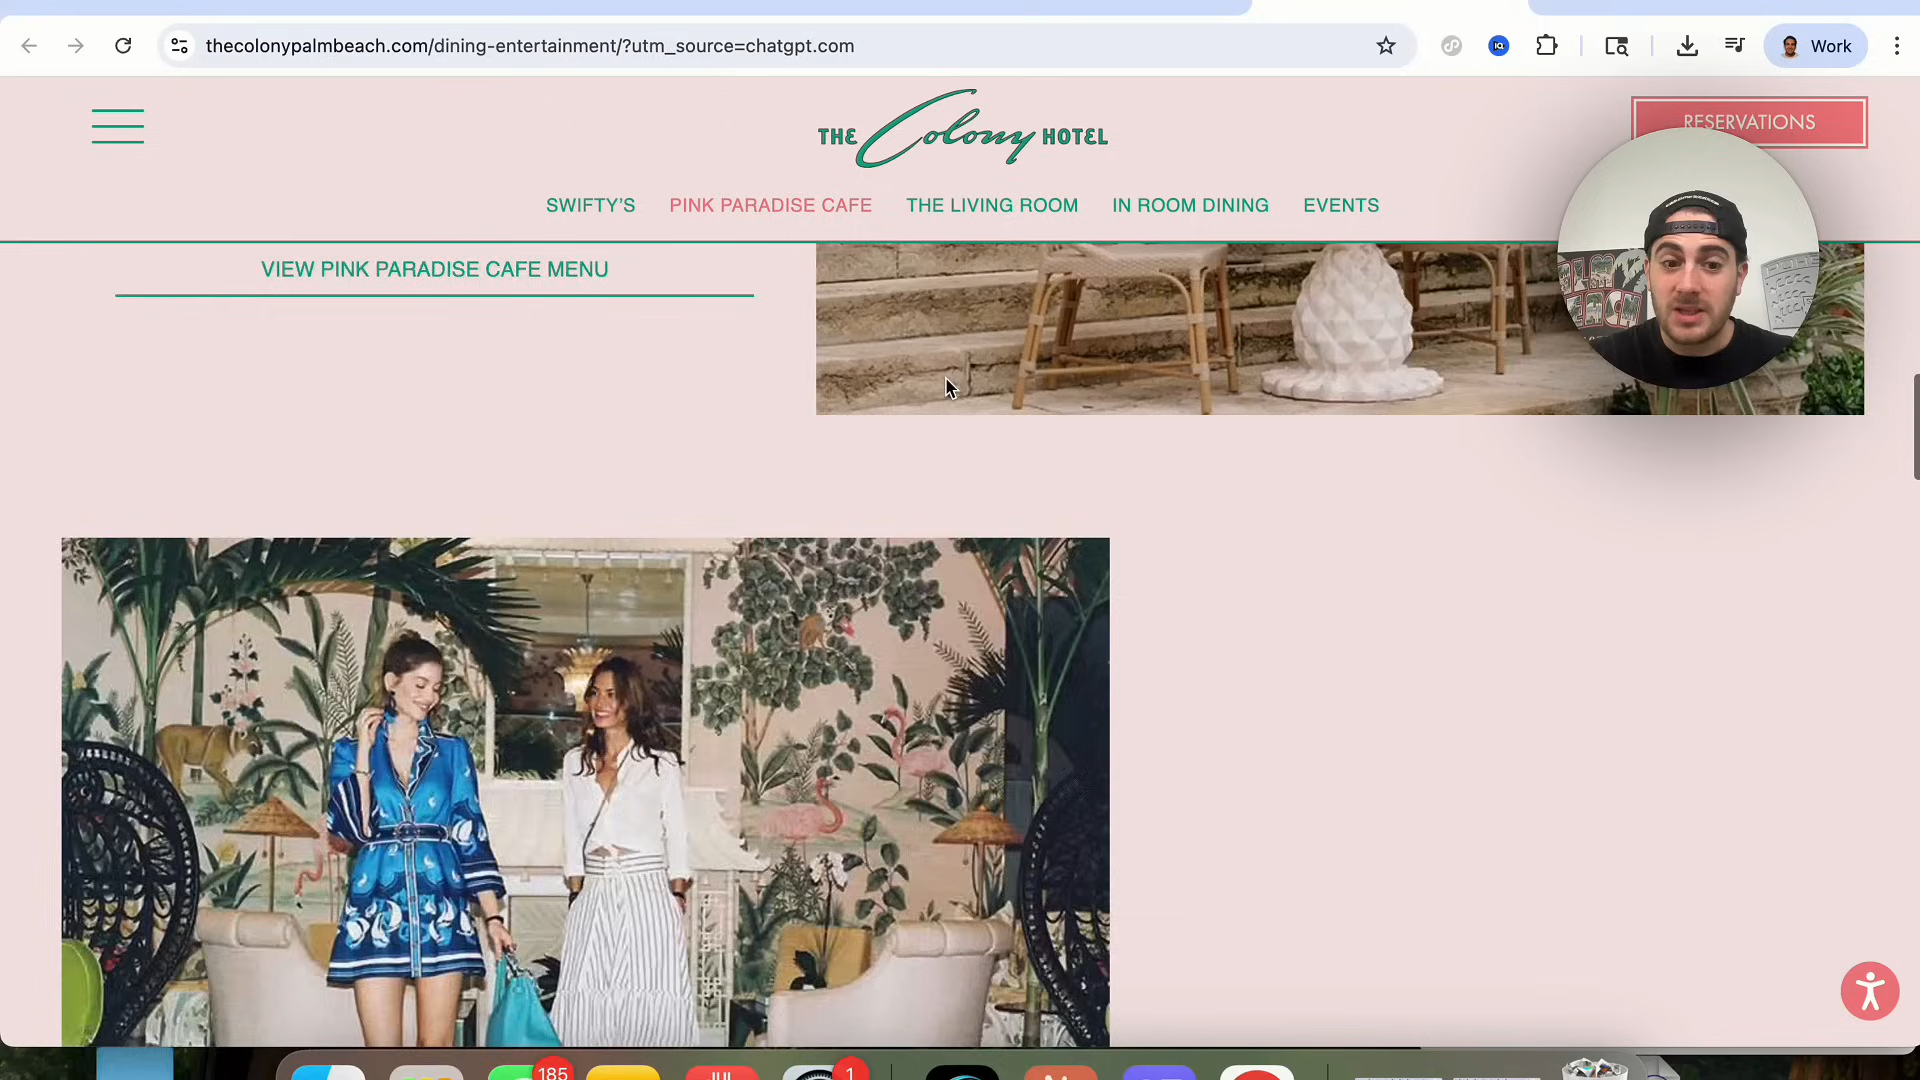 thecolonypalmbeach.com/dining-entertainment/?utm_source=chatgpt.com
Work
THE Colony HOTEL
RESERVATIONS
SWIFTY'S PINK PARADISE CAFE THE LIVING ROOM IN ROOM DINING EVENTS
VIEW PINK PARADISE CAFE MENU
185
1
JUL